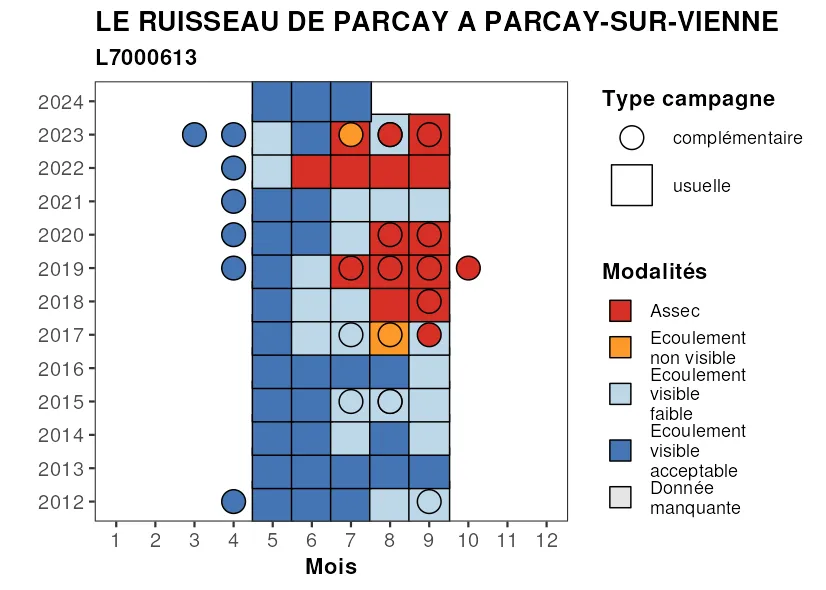 LE RUISSEAU DE PARCAY A PARCAY-SUR-VIENNE
L7000613
2024
2023
2022
2021
2020
2019
2018
2017
2016
2015
2014
2013
2012
1 2 3 4 5 6 7 8 9 10 11 12
Mois
Type campagne
complémentaire
usuelle
Modalités
Assec
Ecoulement
non visible
Ecoulement
visible
faible
Ecoulement
visible
acceptable
Donnée
manquante